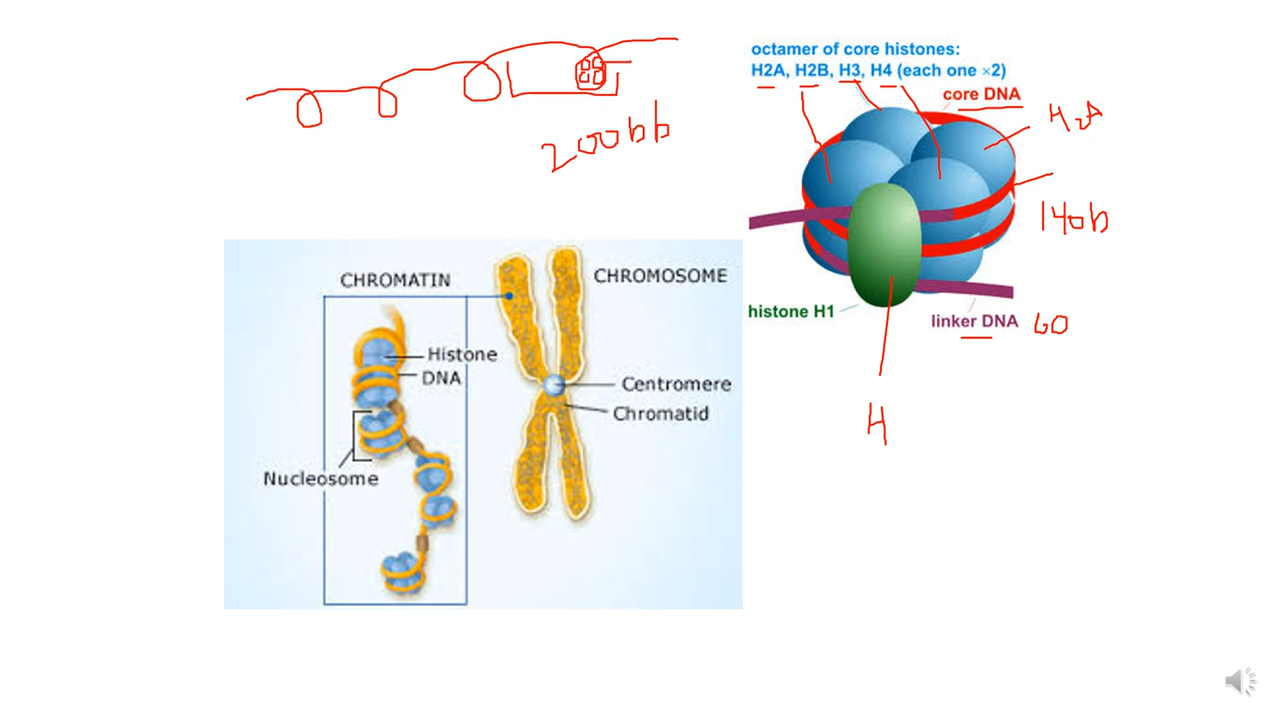 octamer of core histones:
H2A, H2B, H3, H4 (each one ×2)
core DNA
H2A
200bb
140b
histone H1
linker DNA
60
H
CHROMATIN
CHROMOSOME
Histone
DNA
Centromere
Chromatid
Nucleosome